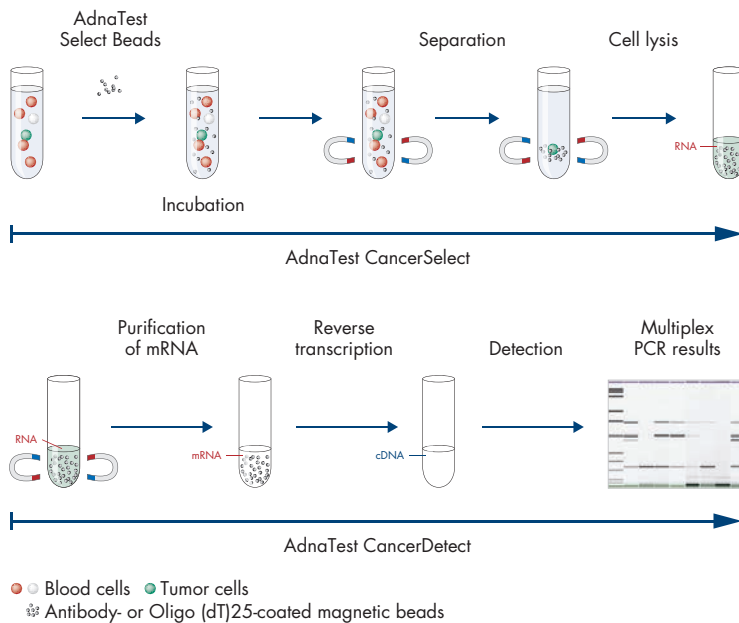 AdnaTest
Select Beads
Separation
Cell lysis
RNA
Incubation
AdnaTest CancerSelect
Purification
of mRNA
Reverse
transcription
Detection
Multiplex
PCR results
RNA
mRNA
cDNA
AdnaTest CancerDetect
Blood cells Tumor cells
Antibody- or Oligo (dT)25-coated magnetic beads